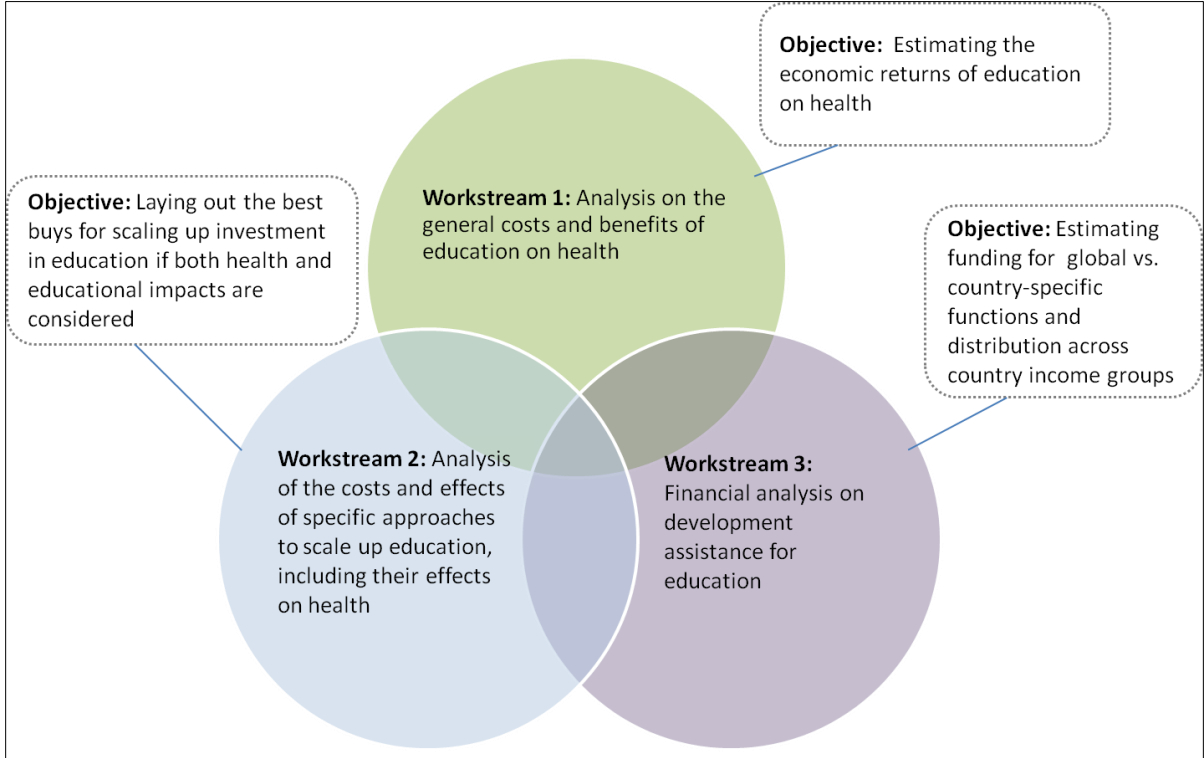 Objective: Estimating the
economic returns of education
on health
Workstream 1: Analysis on the
general costs and benefits of
education on health
Objective: Laying out the best
buys for scaling up investment
in education if both health and
educational impacts are
considered
Objective: Estimating
funding for global vs.
country-specific
functions and
distribution across
country income groups
Workstream 2: Analysis
of the costs and effects
of specific approaches
to scale up education,
including their effects
on health
Workstream 3:
Financial analysis on
development
assistance for
education